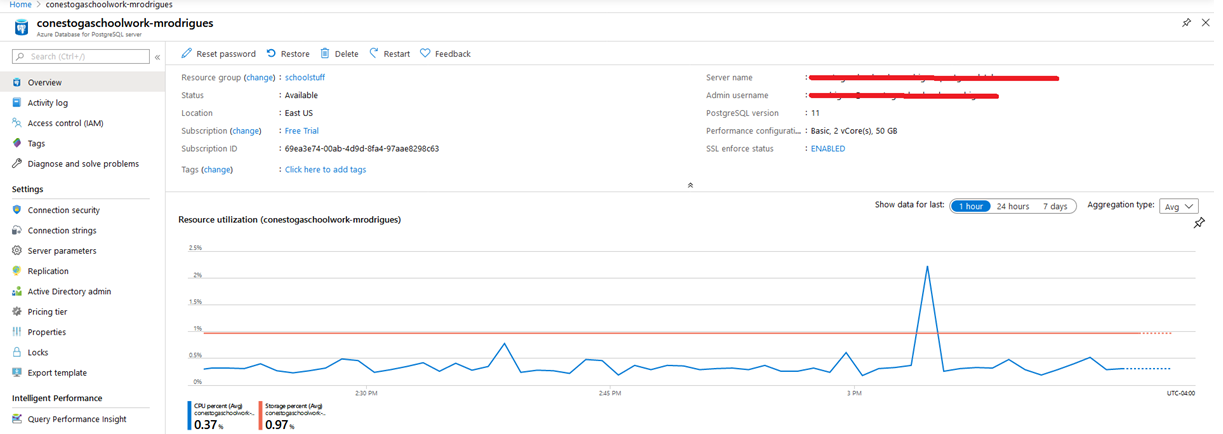 Home > conestogaschoolwork-mrodrigues
conestogaschoolwork-mrodrigues
Azure Database for PostgreSQL server
Search (Ctrl+/)
«
Overview
Activity log
Access control (IAM)
Tags
Diagnose and solve problems
Settings
Connection security
Connection strings
Server parameters
Replication
Active Directory admin
Pricing tier
Properties
Locks
Export template
Intelligent Performance
Query Performance Insight
Reset password Restore Delete Restart Feedback
Resource group (change) : schoolstuff
Status : Available
Location : East US
Subscription (change) : Free Trial
Subscription ID : 69ea3e74-00ab-4d9d-8fa4-97aae8298c63
Tags (change) : Click here to add tags
Server name :
Admin username :
PostgreSQL version : 11
Performance configurati... : Basic, 2 vCore(s), 50 GB
SSL enforce status : ENABLED
Show data for last: 1 hour 24 hours 7 days Aggregation type: Avg
Resource utilization (conestogaschoolwork-mrodrigues)
2.5%
2%
1.5%
1%
0.5%
0%
2:30 PM 2:45 PM 3 PM UTC-04:00
CPU percent (Avg)
conestogaschoolwork-...
0.37 %
Storage percent (Avg)
conestogaschoolwork-...
0.97 %